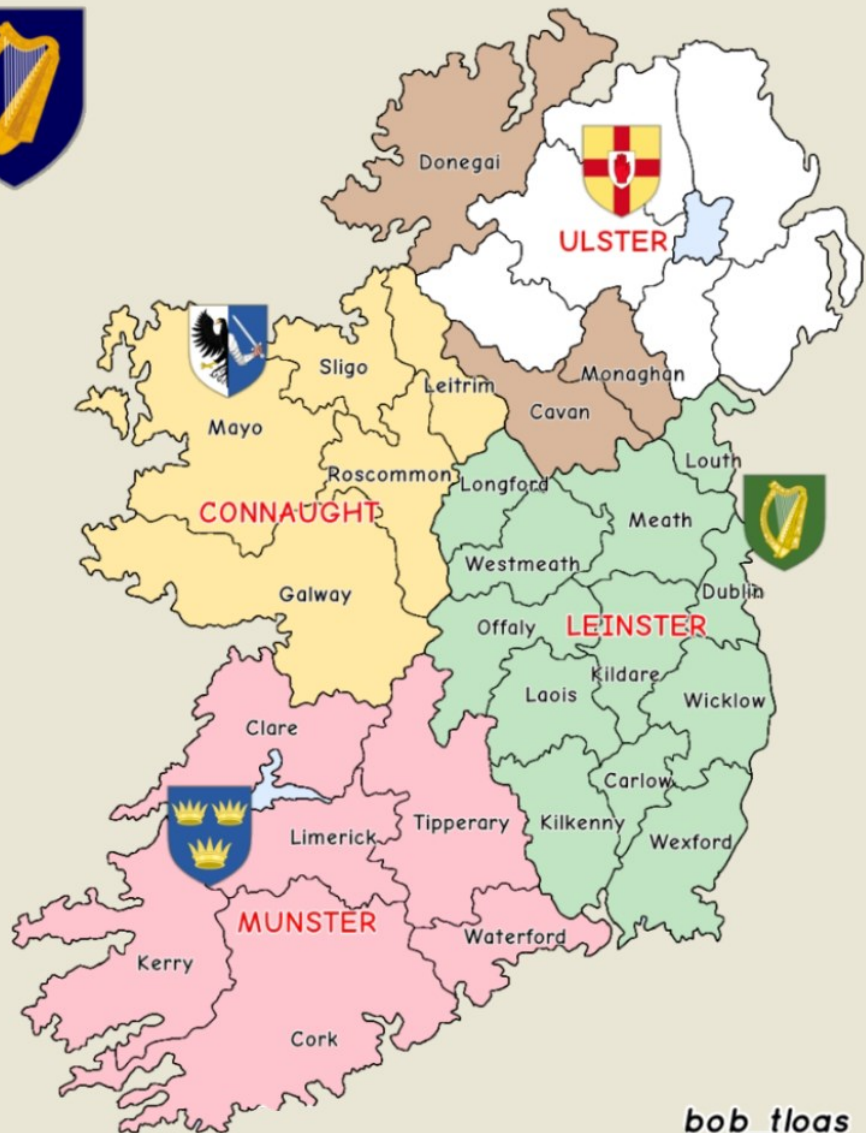 Donegai
ULSTER
Sligo
Leitrim
Monaghan
Cavan
Mayo
Roscommon
Longford
Louth
CONNAUGHT
Meath
Westmeath
Galway
Dublin
Offaly
LEINSTER
Kildare
Laois
Wicklow
Clare
Carlow
Limerick
Tipperary
Kilkenny
Wexford
MUNSTER
Waterford
Kerry
Cork
bob tloas